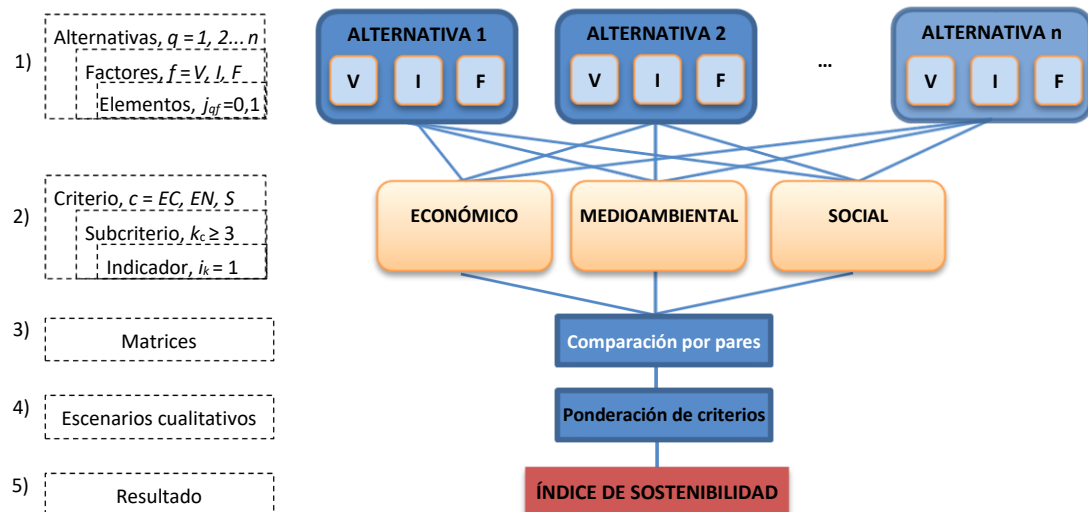 1)
Alternativas, q = 1, 2... n
Factores, f = V, I, F
Elementos, jqf =0,1
ALTERNATIVA 1
V I F
ALTERNATIVA 2
V I F
...
ALTERNATIVA n
V I F
2)
Criterio, c = EC, EN, S
Subcriterio, kc ≥ 3
Indicador, ik = 1
ECONÓMICO
MEDIOAMBIENTAL
SOCIAL
3)
Matrices
Comparación por pares
4)
Escenarios cualitativos
Ponderación de criterios
5)
Resultado
ÍNDICE DE SOSTENIBILIDAD